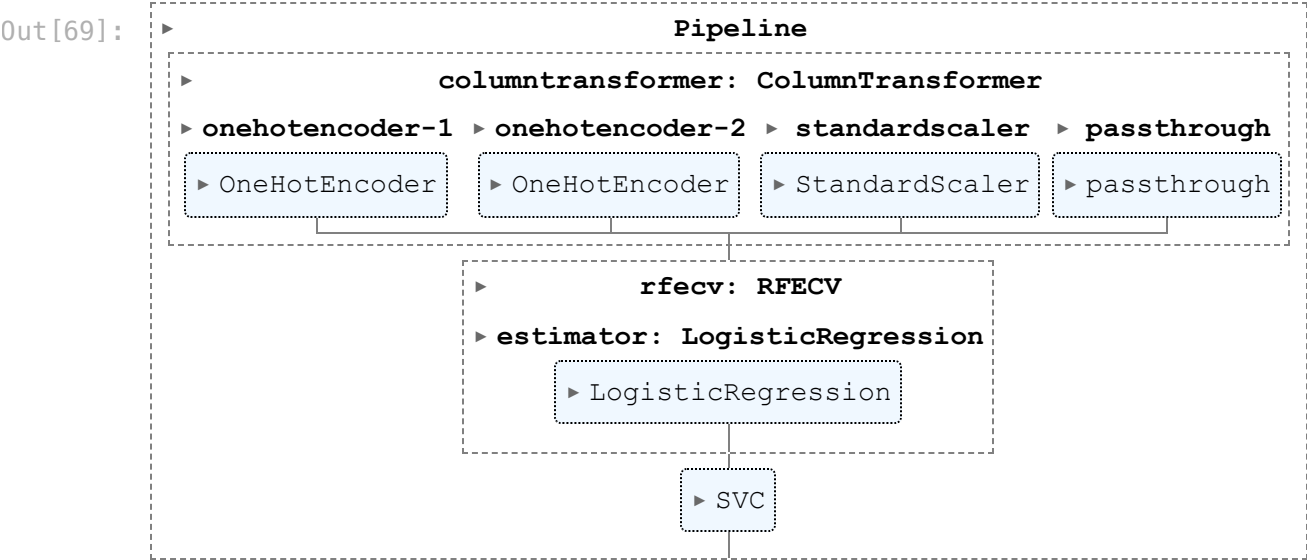 Out[69]:
Pipeline
columntransformer: ColumnTransformer
onehotencoder-1 onehotencoder-2 standardscaler passthrough
OneHotEncoder OneHotEncoder StandardScaler passthrough
rfecv: RFECV
estimator: LogisticRegression
LogisticRegression
SVC